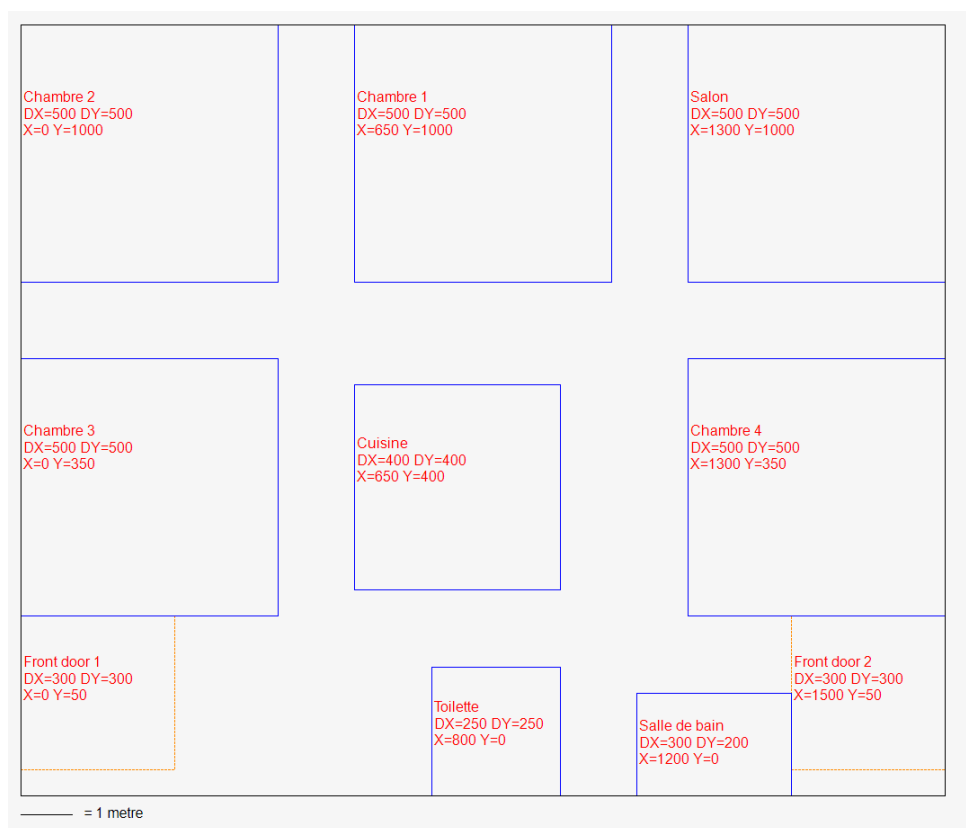 Chambre 2
DX=500 DY=500
X=0 Y=1000
Chambre 1
DX=500 DY=500
X=650 Y=1000
Salon
DX=500 DY=500
X=1300 Y=1000
Chambre 3
DX=500 DY=500
X=0 Y=350
Cuisine
DX=400 DY=400
X=650 Y=400
Chambre 4
DX=500 DY=500
X=1300 Y=350
Front door 1
DX=300 DY=300
X=0 Y=50
Toilette
DX=250 DY=250
X=800 Y=0
Salle de bain
DX=300 DY=200
X=1200 Y=0
Front door 2
DX=300 DY=300
X=1500 Y=50
= 1 metre